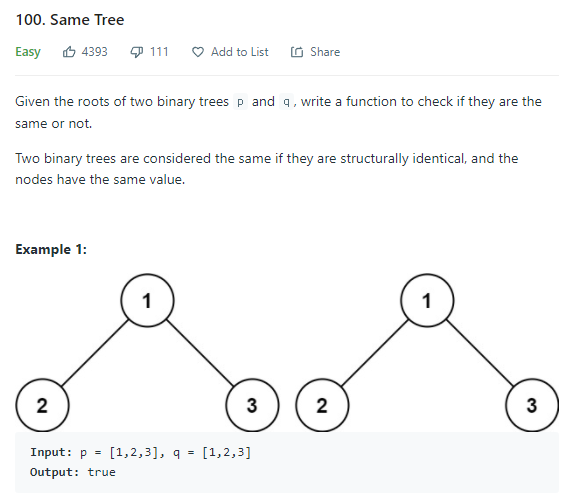 100. Same Tree
Easy 4393 111 Add to List Share
Given the roots of two binary trees p and q, write a function to check if they are the
same or not.
Two binary trees are considered the same if they are structurally identical, and the
nodes have the same value.
Example 1:
1 1
2 3 2 3
Input: p = [1,2,3], q = [1,2,3]
Output: true